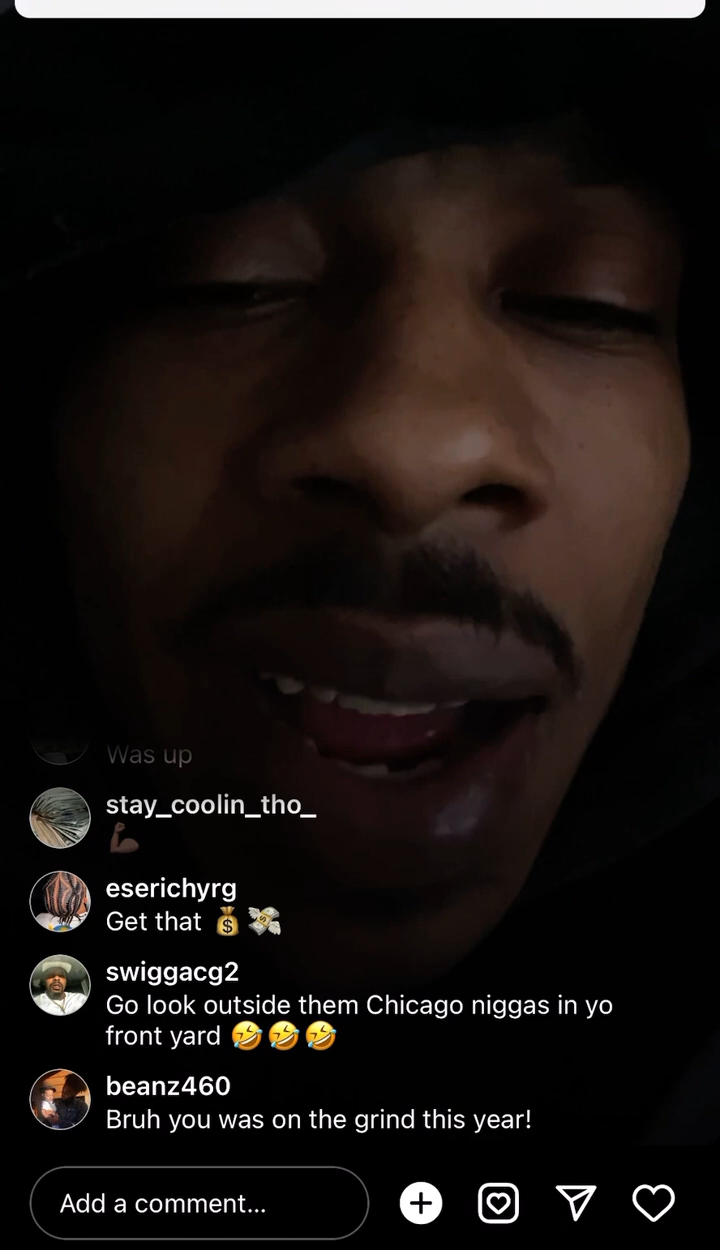 Was up
stay_coolin_tho_
💪🏽
eserichyrg
Get that 💰 💸
swiggacg2
Go look outside them Chicago niggas in yo
front yard 🤣🤣🤣
beanz460
Bruh you was on the grind this year!
Add a comment...